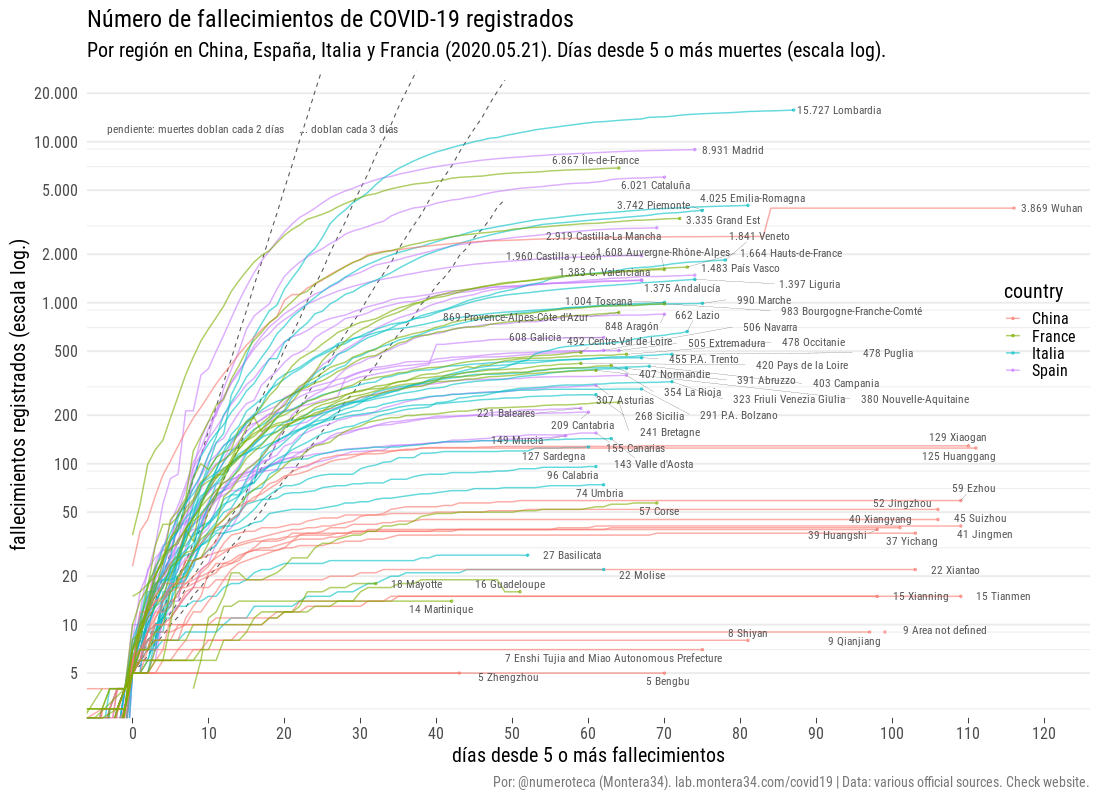 Número de fallecimientos de COVID-19 registrados
Por región en China, España, Italia y Francia (2020.05.21). Días desde 5 o más muertes (escala log).
fallecimientos registrados (escala log.)
20.000
10.000
5.000
2.000
1.000
500
200
100
50
20
10
5
pendiente: muertes doblan cada 2 días
... doblan cada 3 días
15.727 Lombardia
8.931 Madrid
6.867 Île-de-France
6.021 Cataluña
4.025 Emilia-Romagna
3.742 Piemonte
3.869 Wuhan
3.335 Grand Est
2.919 Castilla-La Mancha
1.841 Veneto
1.960 Castilla y León
1.608 Auvergne-Rhône-Alpes
1.664 Hauts-de-France
1.383 C. Valenciana
1.483 País Vasco
1.375 Andalucía
1.397 Liguria
1.004 Toscana
990 Marche
983 Bourgogne-Franche-Comté
869 Provence-Alpes-Côte d'Azur
662 Lazio
848 Aragón
506 Navarra
608 Galicia
492 Centre-Val de Loire
505 Extremadura
478 Occitanie
478 Puglia
455 P.A. Trento
420 Pays de la Loire
407 Normandie
391 Abruzzo
403 Campania
354 La Rioja
323 Friuli Venezia Giulia
380 Nouvelle-Aquitaine
307 Asturias
221 Baleares
268 Sicilia
291 P.A. Bolzano
209 Cantabria
241 Bretagne
149 Murcia
155 Canarias
129 Xiaogan
127 Sardegna
143 Valle d'Aosta
125 Huanggang
96 Calabria
74 Umbria
59 Ezhou
57 Corse
52 Jingzhou
40 Xiangyang
45 Suizhou
39 Huangshi
37 Yichang
41 Jingmen
27 Basilicata
22 Molise
22 Xiantao
18 Mayotte
16 Guadeloupe
15 Xianning
15 Tianmen
14 Martinique
8 Shiyan
9 Area not defined
9 Qianjiang
7 Enshi Tujia and Miao Autonomous Prefecture
5 Zhengzhou
5 Bengbu
country
China
France
Italia
España
0 10 20 30 40 50 60 70 80 90 100 110 120
días desde 5 o más fallecimientos
Por: @numeroteca (Montera34). lab.montera34.com/covid19 | Data: various official sources. Check website.